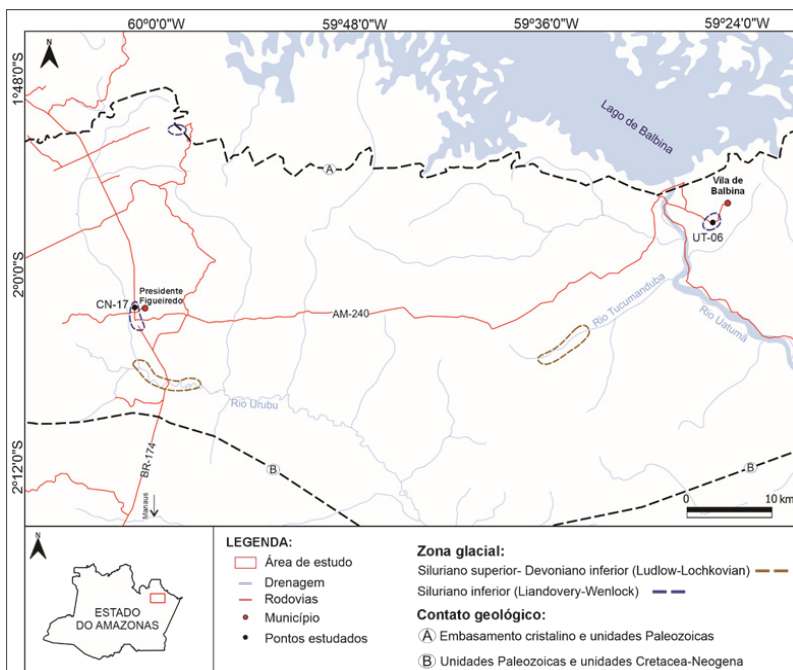 60°0'0"W 59°48'0"W 59°36'0"W 59°24'0"W
1°48'0"S
2°0'0"S
2°12'0"S
N
Lago de Balbina
A
Vila de
Balbina
UT-06
CN-17
Presidente
Figueiredo
AM-240
Rio Tucumanduba
Rio Uatumã
Rio Urubu
BR-174
B
B
Manaus
0 10 km
N
ESTADO
DO AMAZONAS
LEGENDA:
Área de estudo
Drenagem
Rodovias
Município
Pontos estudados
Zona glacial:
Siluriano superior- Devoniano inferior (Ludlow-Lochkovian)
Siluriano inferior (Liandovery-Wenlock)
Contato geológico:
A Embasamento cristalino e unidades Paleozoicas
B Unidades Paleozoicas e unidades Cretacea-Neogena